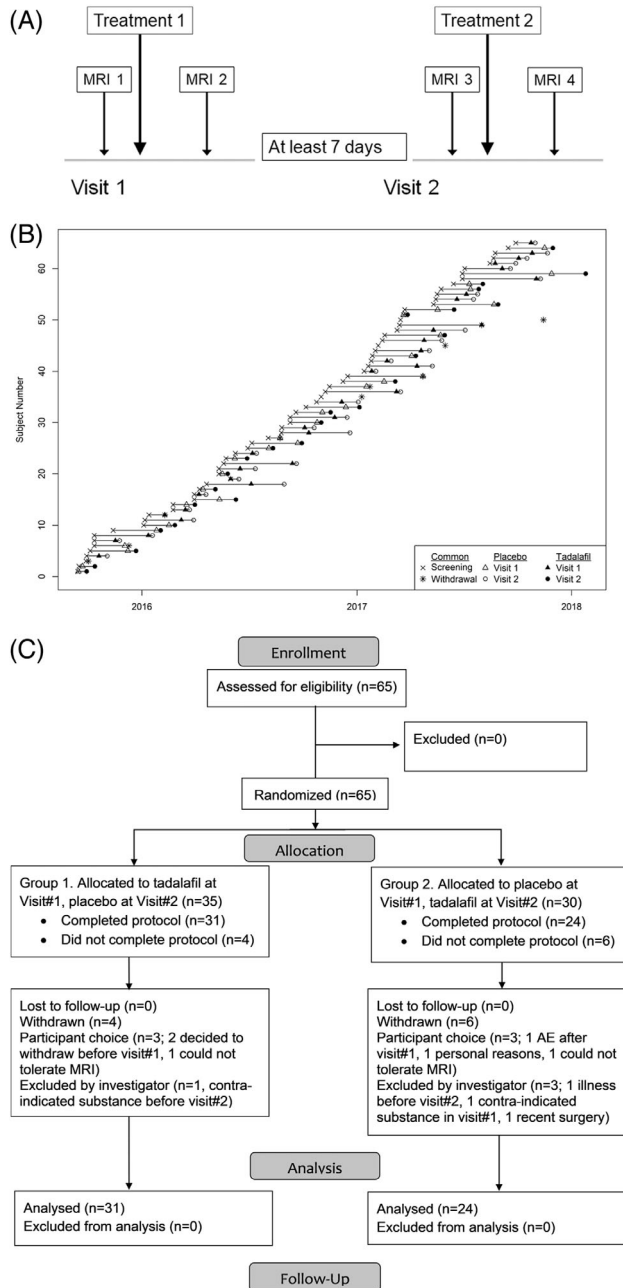 (A)
Treatment 1
Treatment 2
MRI 1
MRI 2
MRI 3
MRI 4
At least 7 days
Visit 1
Visit 2
(B)
Subject Number
60
50
40
30
20
10
0
2016
2017
2018
Common Placebo Tadalafil
Screening Visit 1 Visit 1
Withdrawal Visit 2 Visit 2
(C)
Enrollment
Assessed for eligibility (n=65)
Excluded (n=0)
Randomized (n=65)
Allocation
Group 1. Allocated to tadalafil at
Visit#1, placebo at Visit#2 (n=35)
• Completed protocol (n=31)
• Did not complete protocol (n=4)
Group 2. Allocated to placebo at
Visit#1, tadalafil at Visit#2 (n=30)
• Completed protocol (n=24)
• Did not complete protocol (n=6)
Lost to follow-up (n=0)
Withdrawn (n=4)
Participant choice (n=3; 2 decided to
withdraw before visit#1, 1 could not
tolerate MRI)
Excluded by investigator (n=1, contra-
indicated substance before visit#2)
Lost to follow-up (n=0)
Withdrawn (n=6)
Participant choice (n=3; 1 AE after
visit#1, 1 personal reasons, 1 could not
tolerate MRI)
Excluded by investigator (n=3; 1 illness
before visit#2, 1 contra-indicated
substance in visit#1, 1 recent surgery)
Analysis
Analysed (n=31)
Excluded from analysis (n=0)
Analysed (n=24)
Excluded from analysis (n=0)
Follow-Up